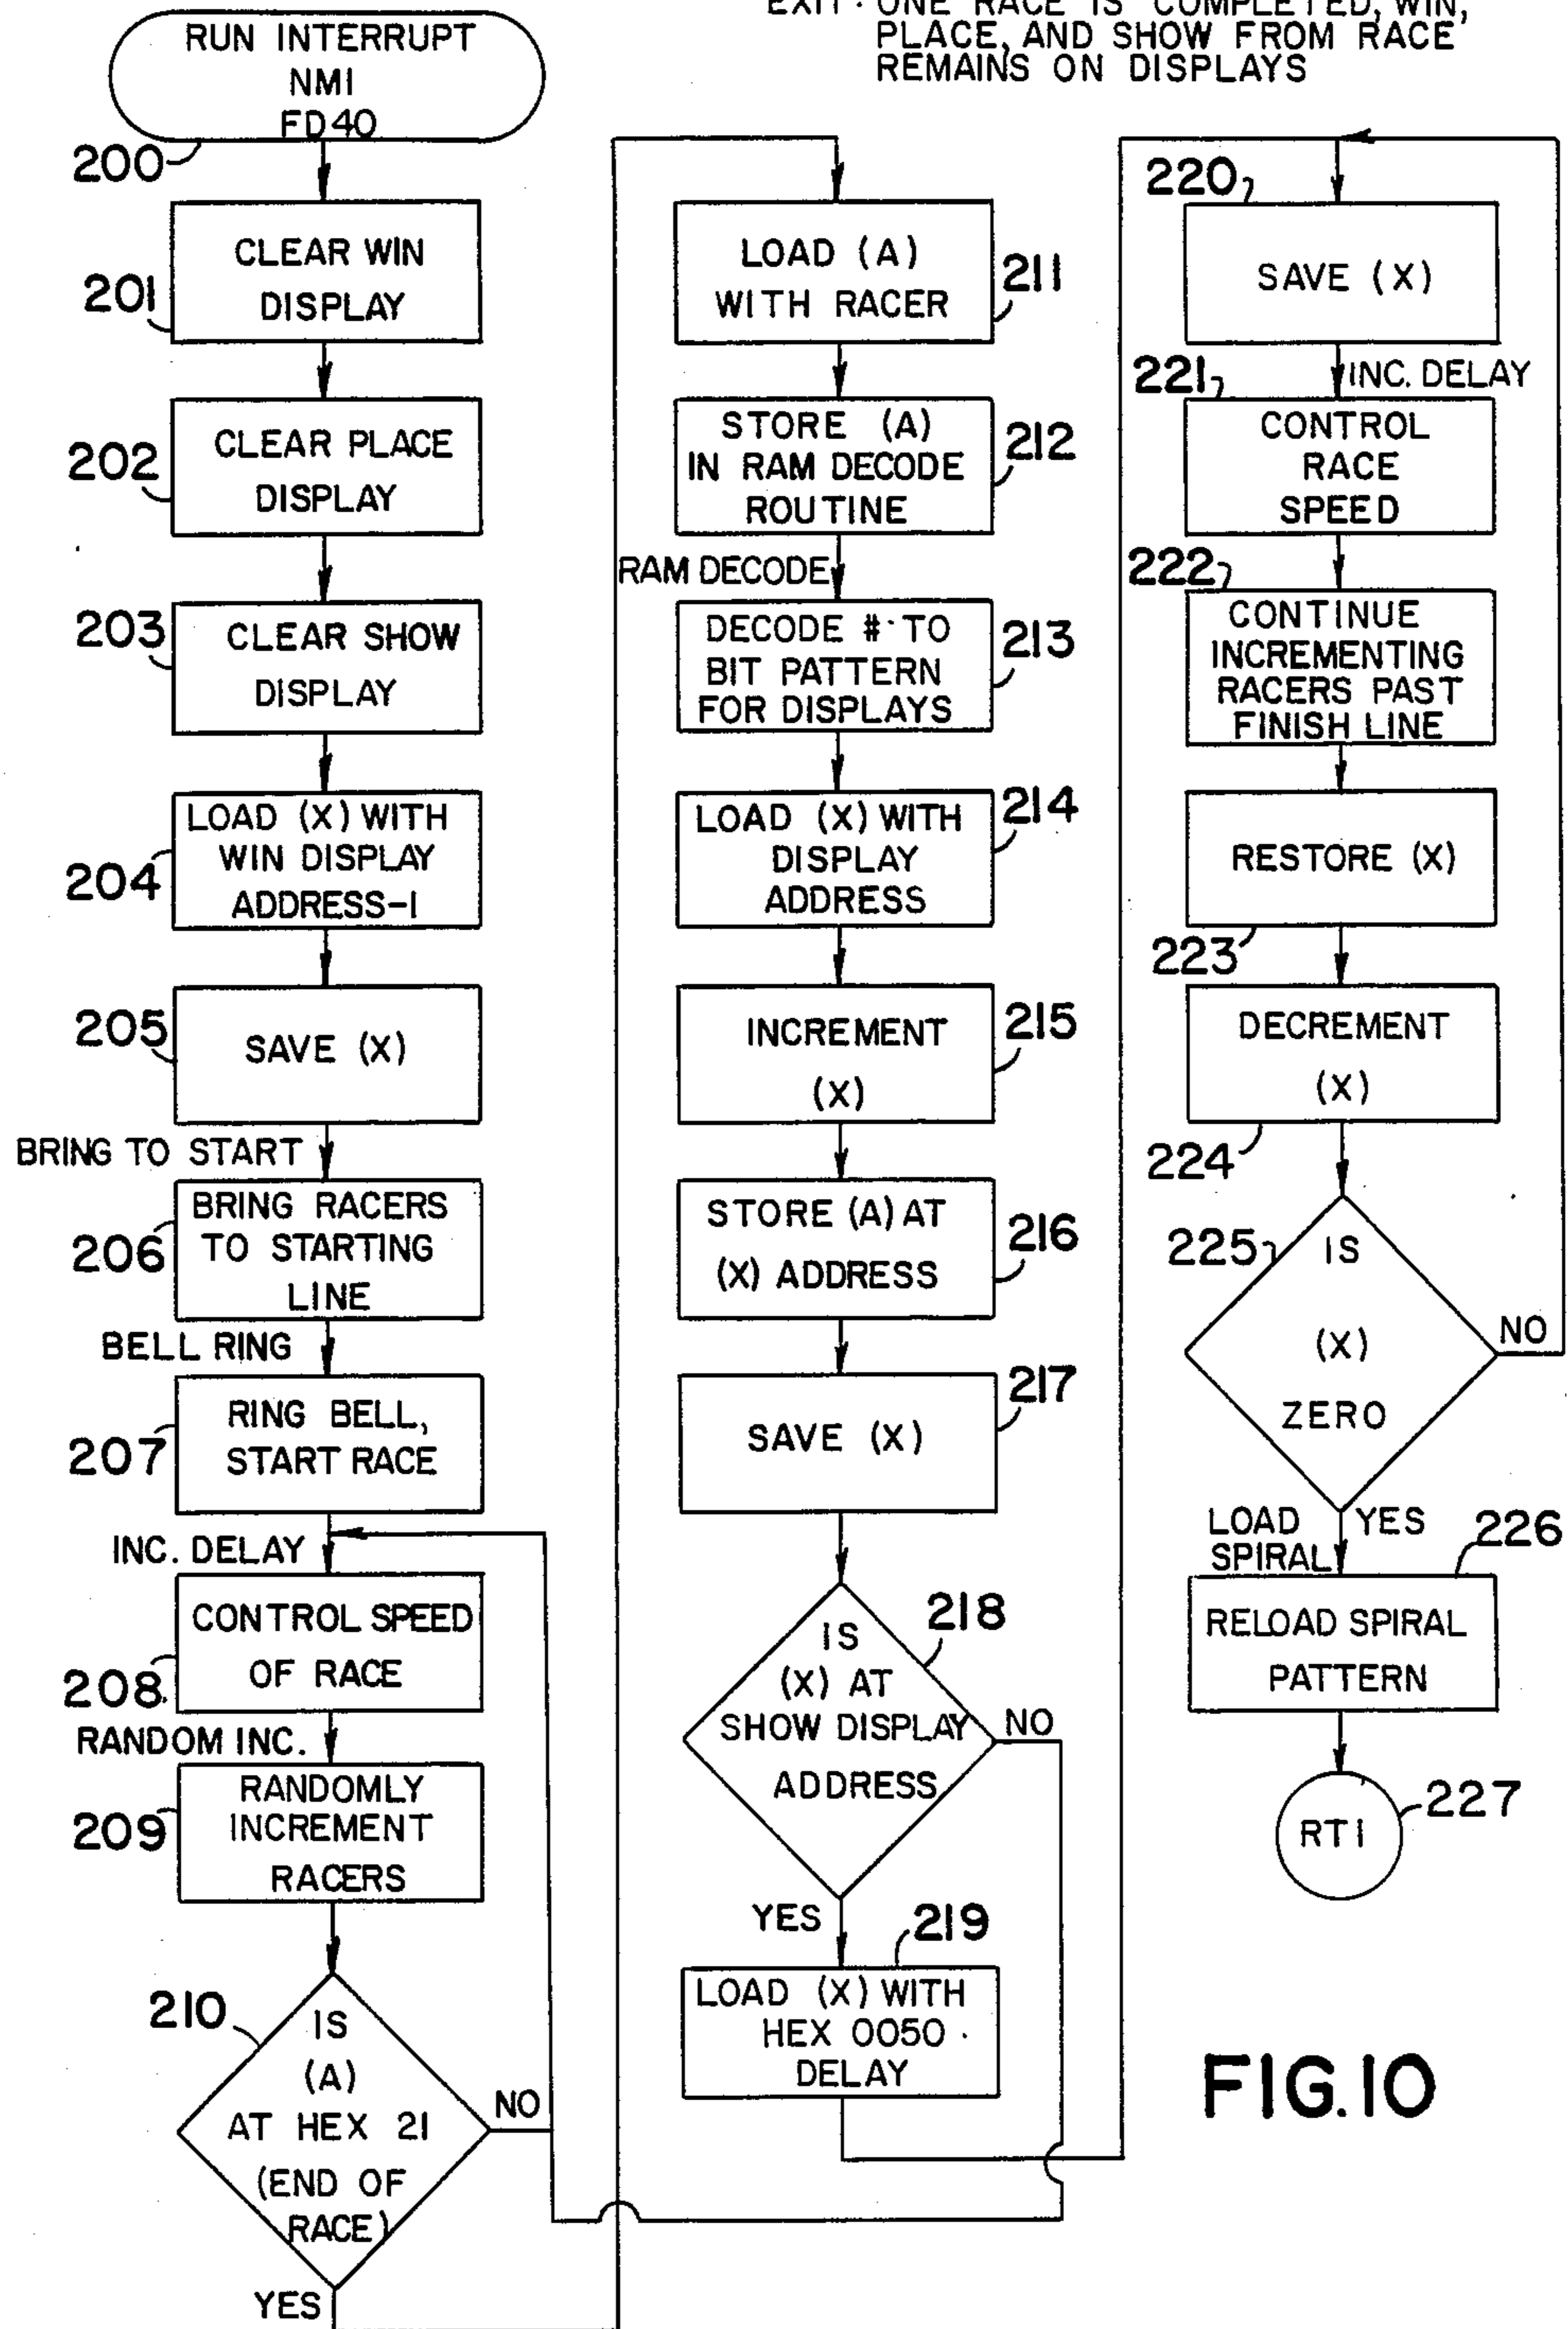 EXIT: ONE RACE IS COMPLETED, WIN,
PLACE, AND SHOW FROM RACE
REMAINS ON DISPLAYS
RUN INTERRUPT
NMI
FD40
200
CLEAR WIN
DISPLAY
201
CLEAR PLACE
DISPLAY
202
CLEAR SHOW
DISPLAY
203
LOAD (X) WITH
WIN DISPLAY
ADDRESS-1
204
SAVE (X)
205
BRING TO START
BRING RACERS
TO STARTING
LINE
206
BELL RING
RING BELL,
START RACE
207
INC. DELAY
CONTROL SPEED
OF RACE
208
RANDOM INC.
RANDOMLY
INCREMENT
RACERS
209
210
IS
(A)
AT HEX 21
(END OF
RACE)
NO
YES
LOAD (A)
WITH RACER
211
STORE (A)
IN RAM DECODE
ROUTINE
212
RAM DECODE
DECODE # TO
BIT PATTERN
FOR DISPLAYS
213
LOAD (X) WITH
DISPLAY
ADDRESS
214
INCREMENT
(X)
215
STORE (A) AT
(X) ADDRESS
216
SAVE (X)
217
218
IS
(X) AT
SHOW DISPLAY
ADDRESS
NO
YES
219
LOAD (X) WITH
HEX 0050
DELAY
220
SAVE (X)
INC. DELAY
221
CONTROL
RACE
SPEED
222
CONTINUE
INCREMENTING
RACERS PAST
FINISH LINE
RESTORE (X)
223
DECREMENT
(X)
224
225
IS
(X)
ZERO
NO
YES
LOAD
SPIRAL
226
RELOAD SPIRAL
PATTERN
RTI
227
FIG.10